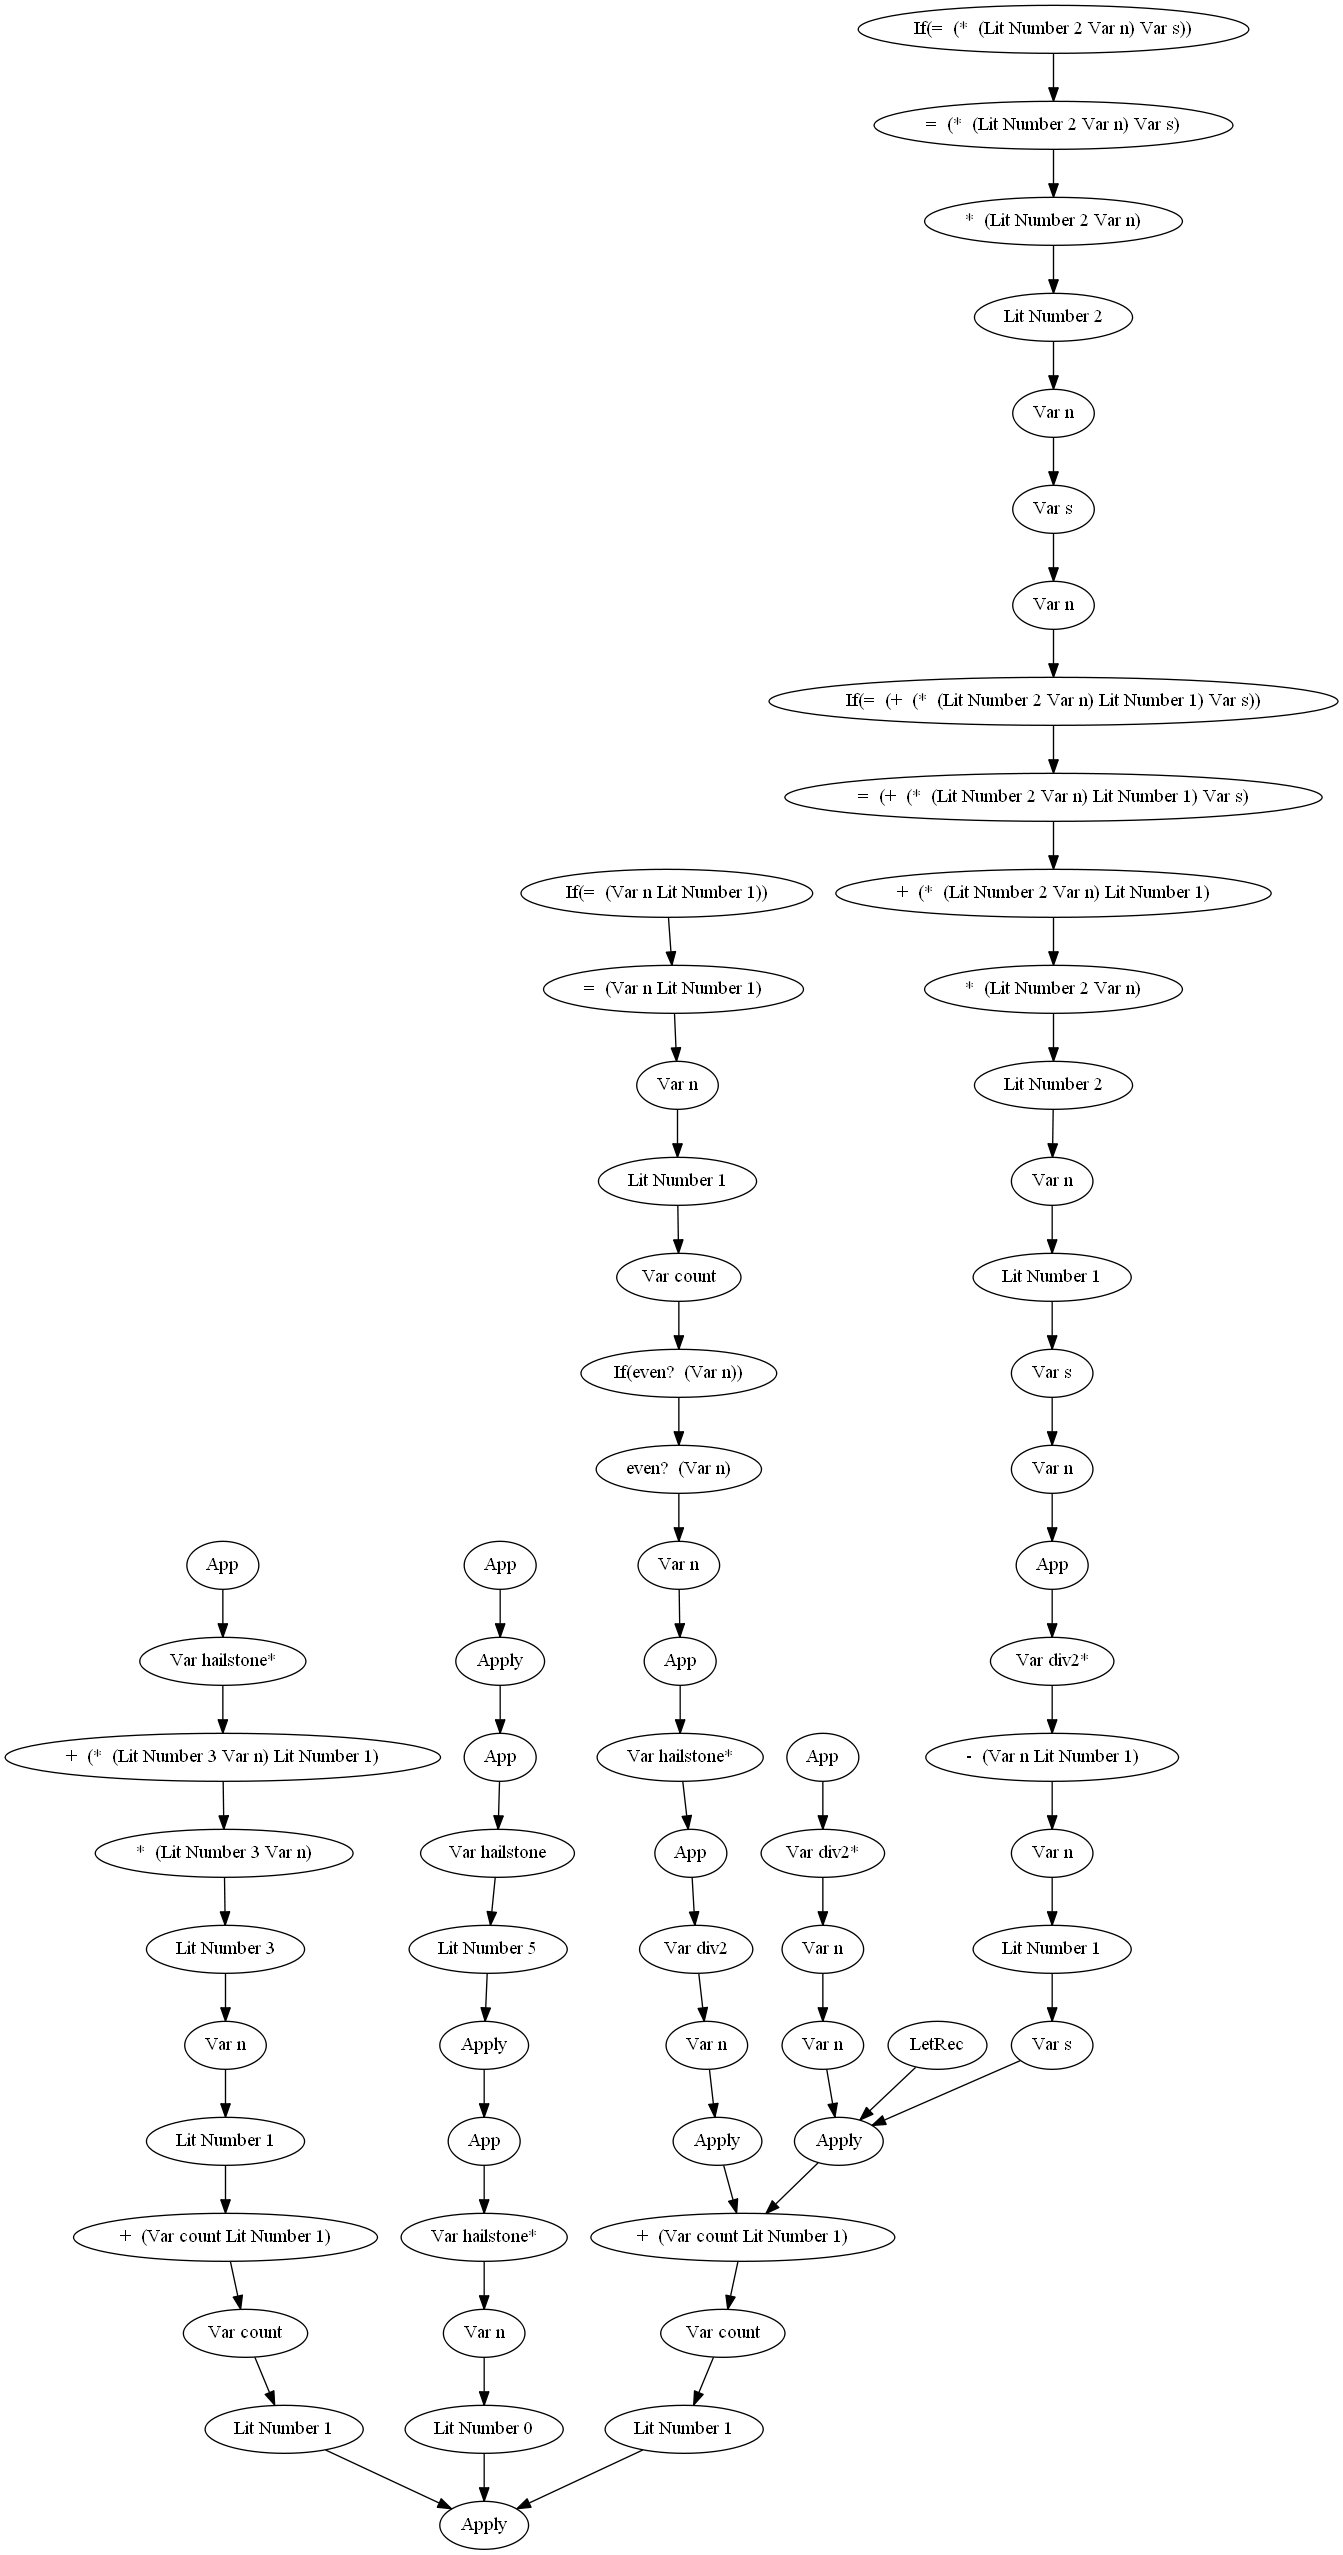 If(= (* (Lit Number 2 Var n) Var s))
= (* (Lit Number 2 Var n) Var s)
* (Lit Number 2 Var n)
Lit Number 2
Var n
Var s
Var n
If(= (+ (* (Lit Number 2 Var n) Lit Number 1) Var s))
= (+ (* (Lit Number 2 Var n) Lit Number 1) Var s)
If(= (Var n Lit Number 1))
+ (* (Lit Number 2 Var n) Lit Number 1)
= (Var n Lit Number 1)
* (Lit Number 2 Var n)
Var n
Lit Number 2
Lit Number 1
Var n
Var count
Lit Number 1
If(even? (Var n))
Var s
even? (Var n)
Var n
App
App
Var n
App
Var hailstone*
Apply
App
Var div2*
+ (* (Lit Number 3 Var n) Lit Number 1)
App
Var hailstone*
App
- (Var n Lit Number 1)
* (Lit Number 3 Var n)
Var hailstone
App
Var div2*
Var n
Lit Number 3
Lit Number 5
Var div2
Var n
Lit Number 1
Var n
Apply
Var n
Var n
LetRec
Var s
Lit Number 1
App
Apply
Apply
+ (Var count Lit Number 1)
Var hailstone*
+ (Var count Lit Number 1)
Var count
Var n
Var count
Lit Number 1
Lit Number 0
Lit Number 1
Apply